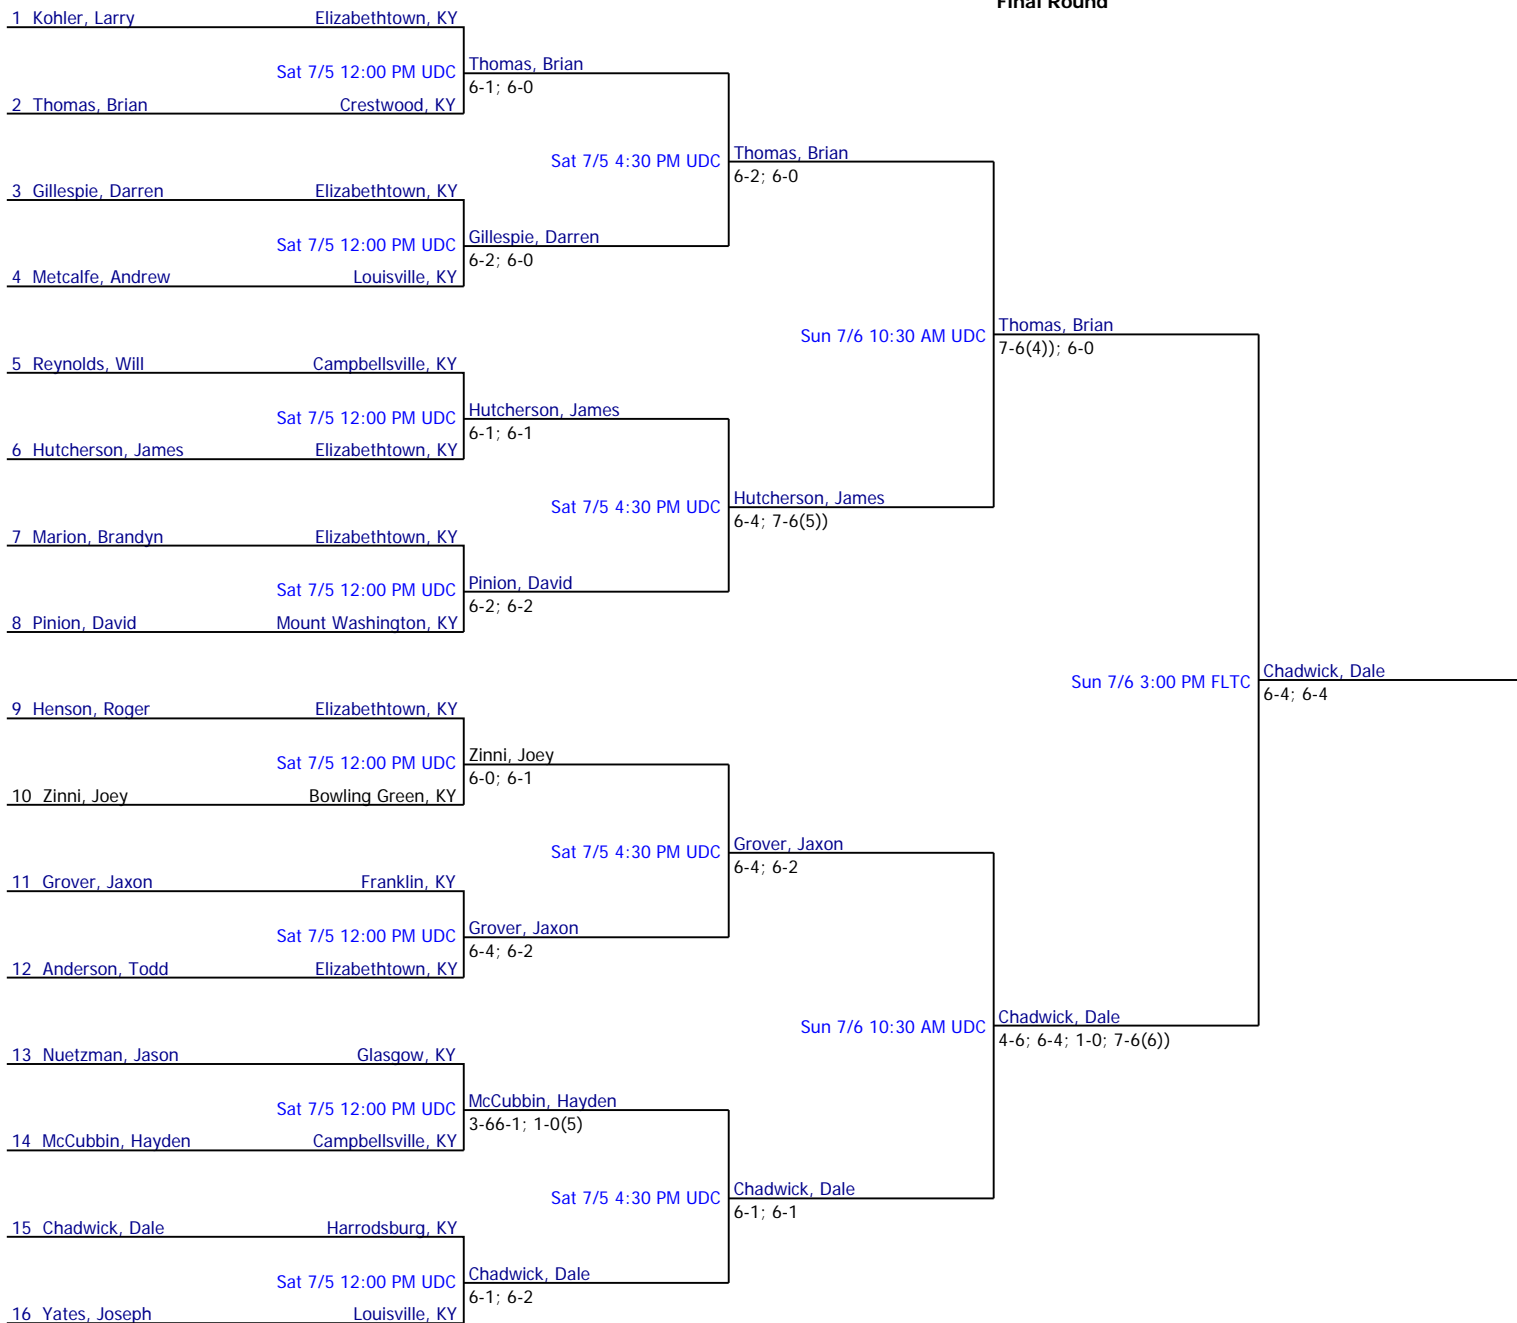 Final Round
1 Kohler, Larry Elizabethtown, KY
Sat 7/5 12:00 PM UDC
Thomas, Brian
6-1; 6-0
2 Thomas, Brian Crestwood, KY
Sat 7/5 4:30 PM UDC
Thomas, Brian
6-2; 6-0
3 Gillespie, Darren Elizabethtown, KY
Sat 7/5 12:00 PM UDC
Gillespie, Darren
6-2; 6-0
4 Metcalfe, Andrew Louisville, KY
Sun 7/6 10:30 AM UDC
Thomas, Brian
7-6(4)); 6-0
5 Reynolds, Will Campbellsville, KY
Sat 7/5 12:00 PM UDC
Hutcherson, James
6-1; 6-1
6 Hutcherson, James Elizabethtown, KY
Sat 7/5 4:30 PM UDC
Hutcherson, James
6-4; 7-6(5))
7 Marion, Brandyn Elizabethtown, KY
Sat 7/5 12:00 PM UDC
Pinion, David
6-2; 6-2
8 Pinion, David Mount Washington, KY
Sun 7/6 3:00 PM FLTC
Chadwick, Dale
6-4; 6-4
9 Henson, Roger Elizabethtown, KY
Sat 7/5 12:00 PM UDC
Zinni, Joey
6-0; 6-1
10 Zinni, Joey Bowling Green, KY
Sat 7/5 4:30 PM UDC
Grover, Jaxon
6-4; 6-2
11 Grover, Jaxon Franklin, KY
Sat 7/5 12:00 PM UDC
Grover, Jaxon
6-4; 6-2
12 Anderson, Todd Elizabethtown, KY
Sun 7/6 10:30 AM UDC
Chadwick, Dale
4-6; 6-4; 1-0; 7-6(6))
13 Nuetzman, Jason Glasgow, KY
Sat 7/5 12:00 PM UDC
McCubbin, Hayden
3-66-1; 1-0(5)
14 McCubbin, Hayden Campbellsville, KY
Sat 7/5 4:30 PM UDC
Chadwick, Dale
6-1; 6-1
15 Chadwick, Dale Harrodsburg, KY
Sat 7/5 12:00 PM UDC
Chadwick, Dale
6-1; 6-2
16 Yates, Joseph Louisville, KY